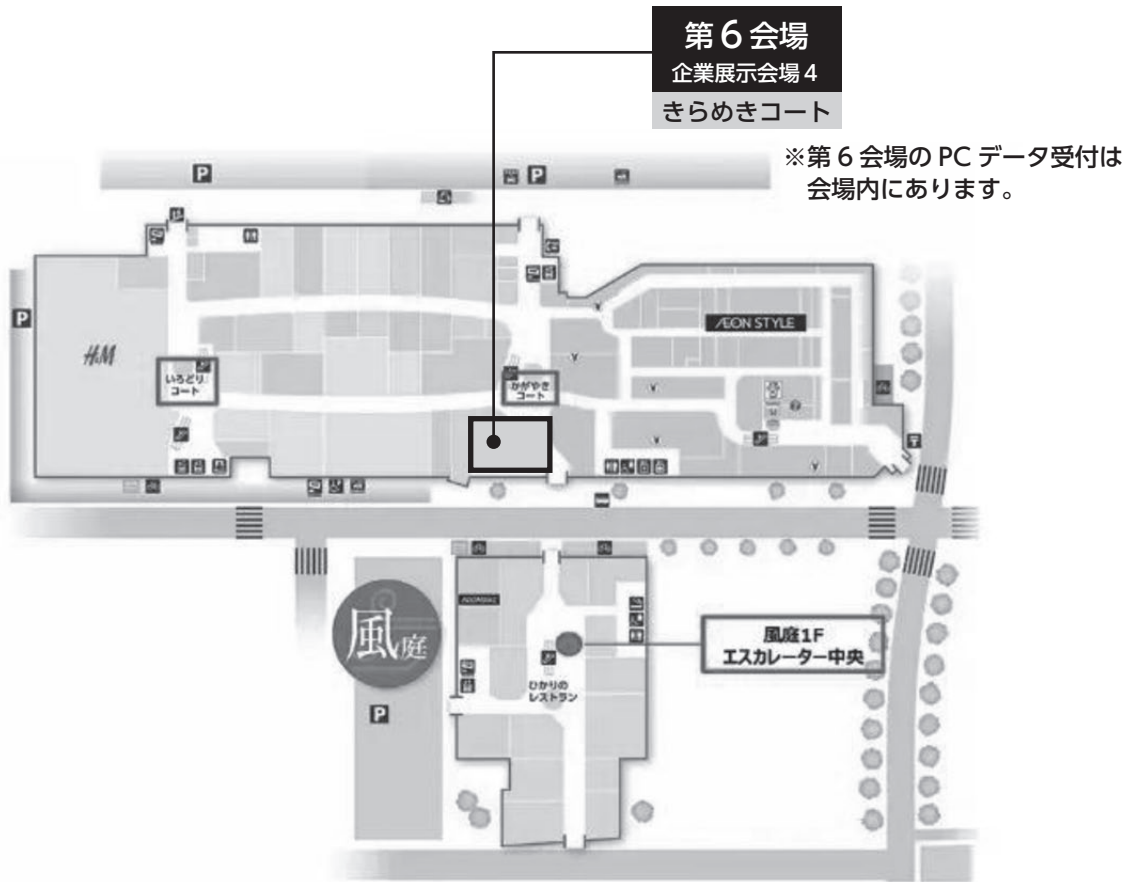 第6会場
企業展示会場4
きらめきコート
※第6会場のPCデータ受付は
会場内にあります。
P
P
P
H&M
ÆON STYLE
いろどり
コート
かがやき
コート
風庭
風庭1F
エスカレーター中央
ひかりの
レストラン
P